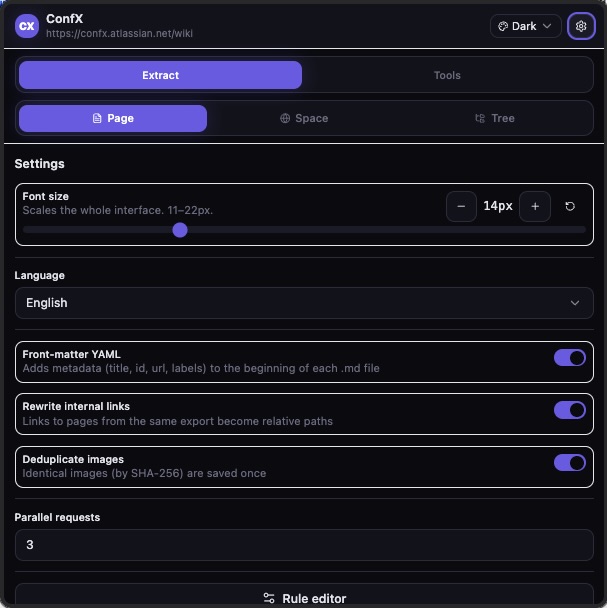 CX
ConfX
https://confx.atlassian.net/wiki
Dark
Extract
Tools
Page
Space
Tree
Settings
Font size
Scales the whole interface. 11–22px.
− 14px +
Language
English
Front-matter YAML
Adds metadata (title, id, url, labels) to the beginning of each .md file
Rewrite internal links
Links to pages from the same export become relative paths
Deduplicate images
Identical images (by SHA-256) are saved once
Parallel requests
3
Rule editor